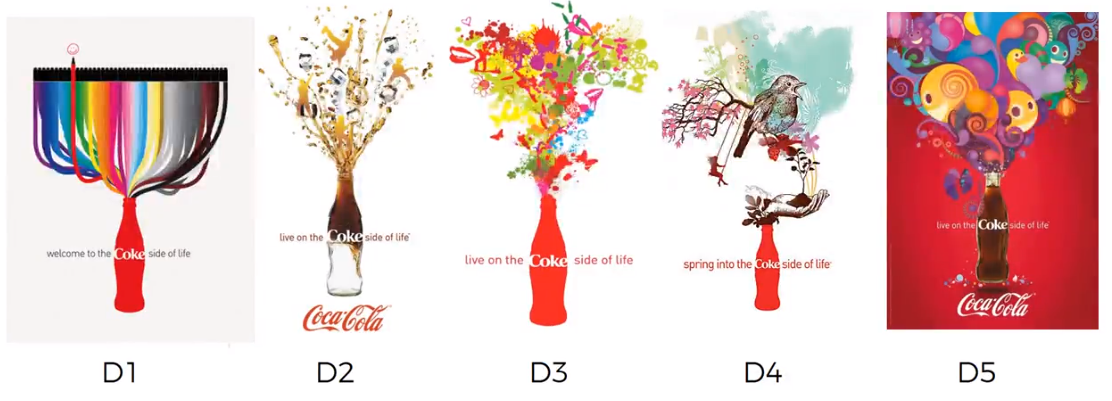 welcome to the Coke side of life
live on the Coke side of life
Coca-Cola
live on the Coke side of life
spring into the Coke side of life
live on the Coke side of life
Coca-Cola
D1
D2
D3
D4
D5